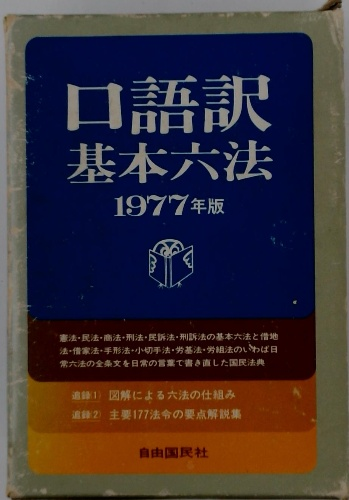 口語訳
基本六法
1977年版
憲法・民法・商法・刑法・民訴法・刑訴法の基本六法と借地
法・借家法・手形法・小切手法・労基法・労組法のいわば日
常六法の全条文を日常の言葉で書き直した国民法典
追録1 図解による六法の仕組み
追録2 主要177法令の要点解説集
自由国民社